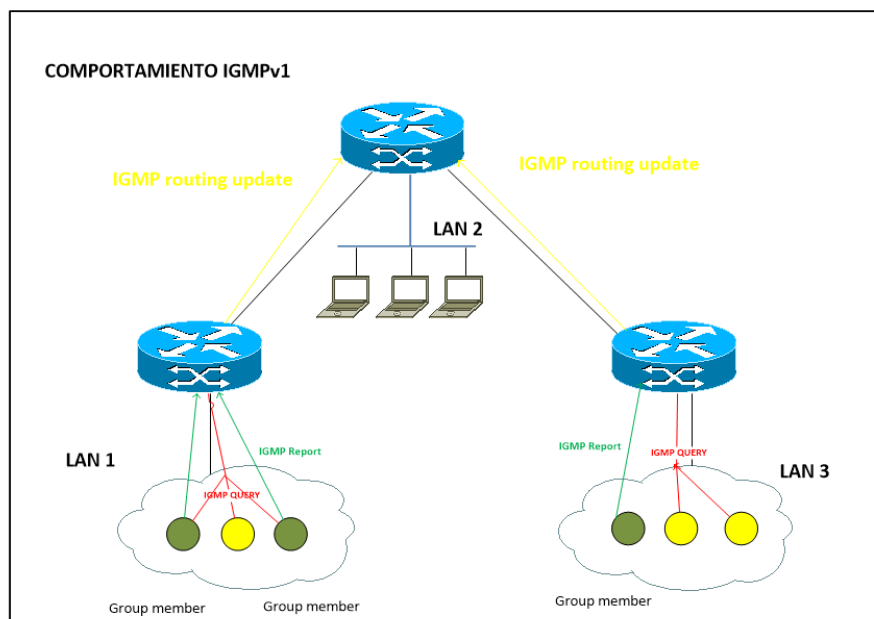 COMPORTAMIENTO IGMPv1
IGMP routing update
IGMP routing update
LAN 2
IGMP Report
LAN 1
IGMP QUERY
IGMP Report
IGMP QUERY
LAN 3
Group member
Group member
Group member